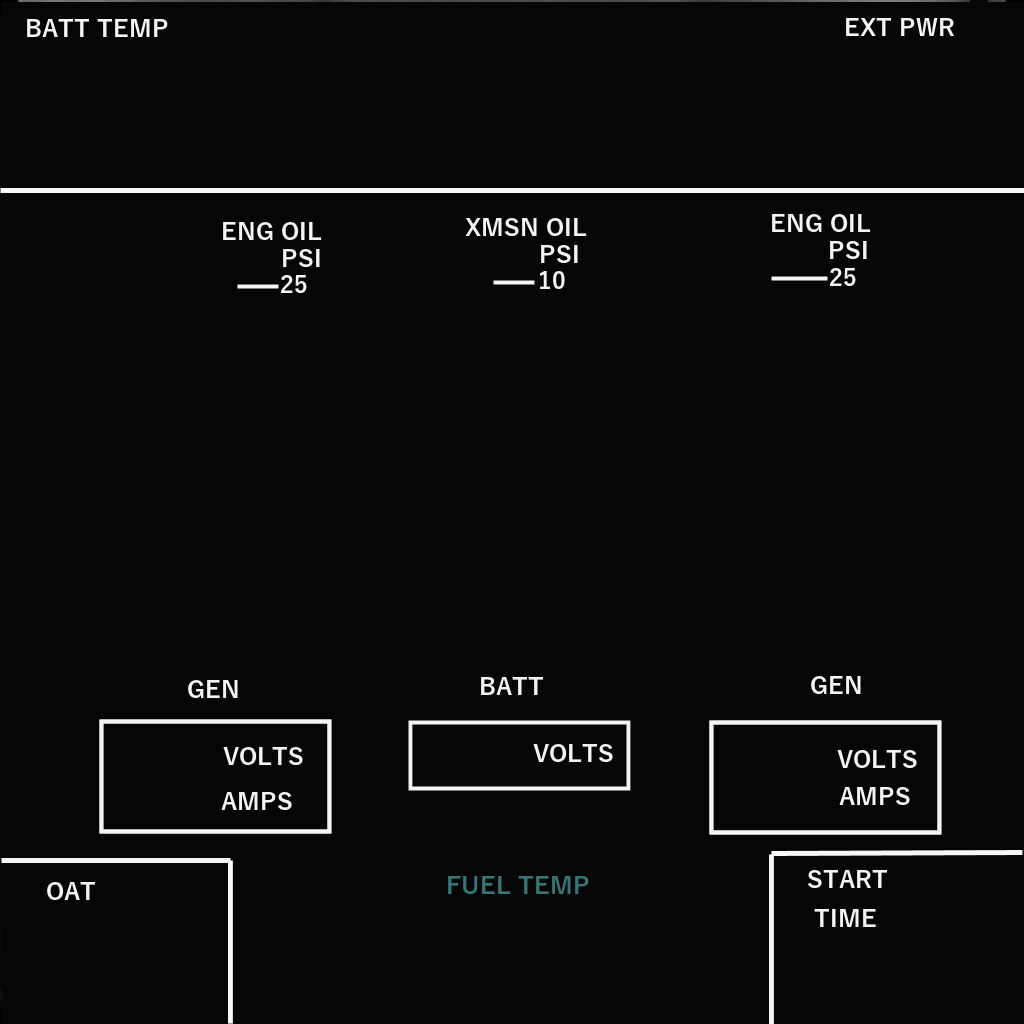 BATT TEMP
EXT PWR
ENG OIL
PSI
25
XMSN OIL
PSI
10
ENG OIL
PSI
25
GEN
VOLTS
AMPS
BATT
VOLTS
GEN
VOLTS
AMPS
OAT
FUEL TEMP
START
TIME